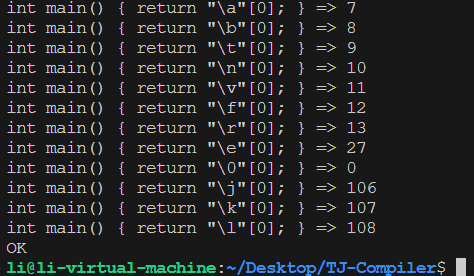 int main() { return "\a"[0]; } => 7
int main() { return "\b"[0]; } => 8
int main() { return "\t"[0]; } => 9
int main() { return "\n"[0]; } => 10
int main() { return "\v"[0]; } => 11
int main() { return "\f"[0]; } => 12
int main() { return "\r"[0]; } => 13
int main() { return "\e"[0]; } => 27
int main() { return "\0"[0]; } => 0
int main() { return "\j"[0]; } => 106
int main() { return "\k"[0]; } => 107
int main() { return "\l"[0]; } => 108
OK
li@li-virtual-machine:~/Desktop/TJ-Compiler$